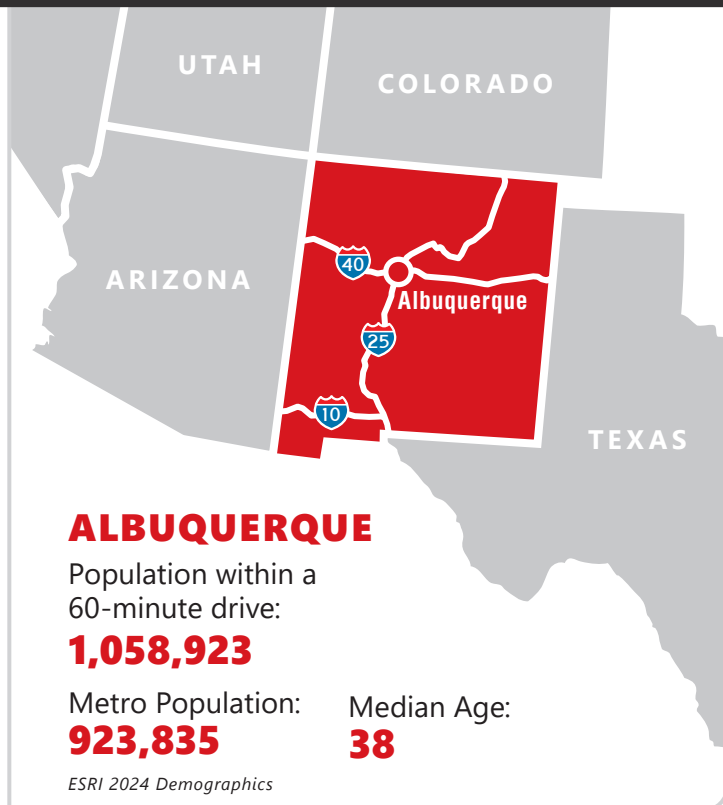 UTAH
COLORADO
ARIZONA
40
Albuquerque
25
10
TEXAS
ALBUQUERQUE
Population within a
60-minute drive:
1,058,923
Metro Population:
923,835
Median Age:
38
ESRI 2024 Demographics